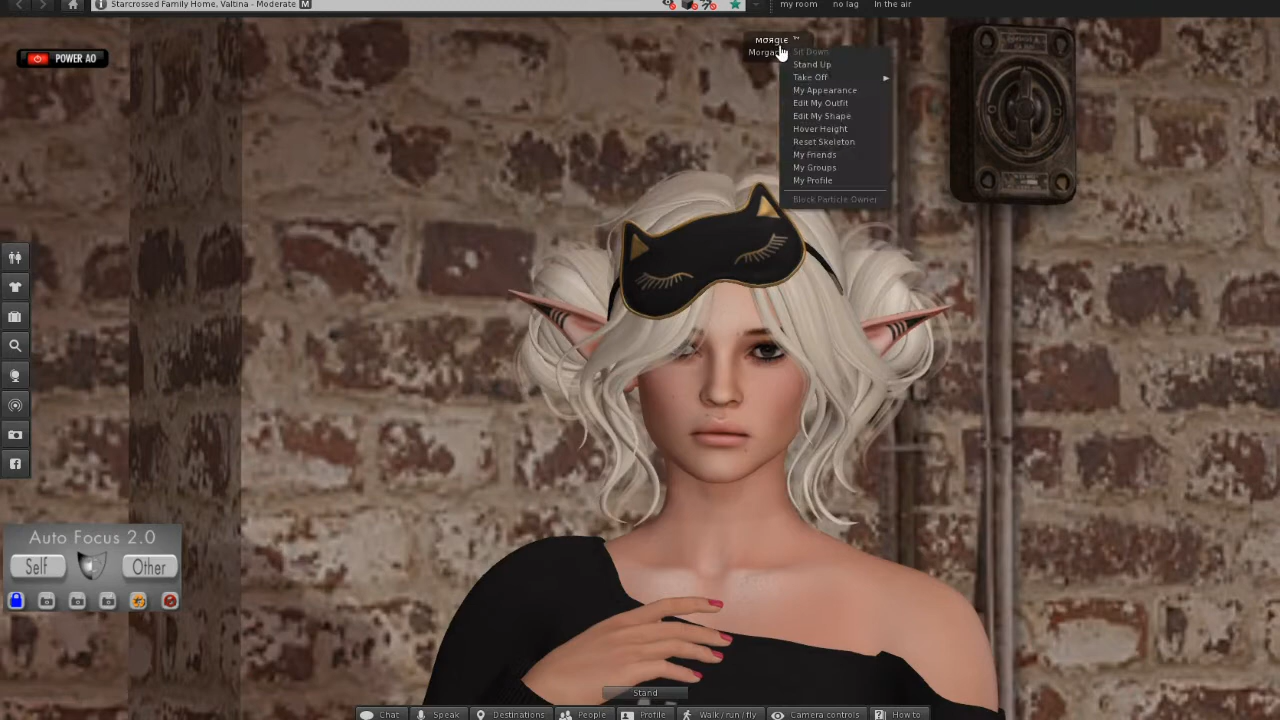 Starcrossed Family Home, Valbina - Moderate M
my room no lag In the air
POWER AO
Sit Down
Stand Up
Take Off
My Appearance
Edit My Outfit
Edit My Shape
Hover Height
Reset Skeleton
My Friends
My Groups
My Profile
Block Particle Owner
Auto Focus 2.0
Self Other
Stand
Chat Speak Destinations People Profile Walk / run / fly Camera controls How to